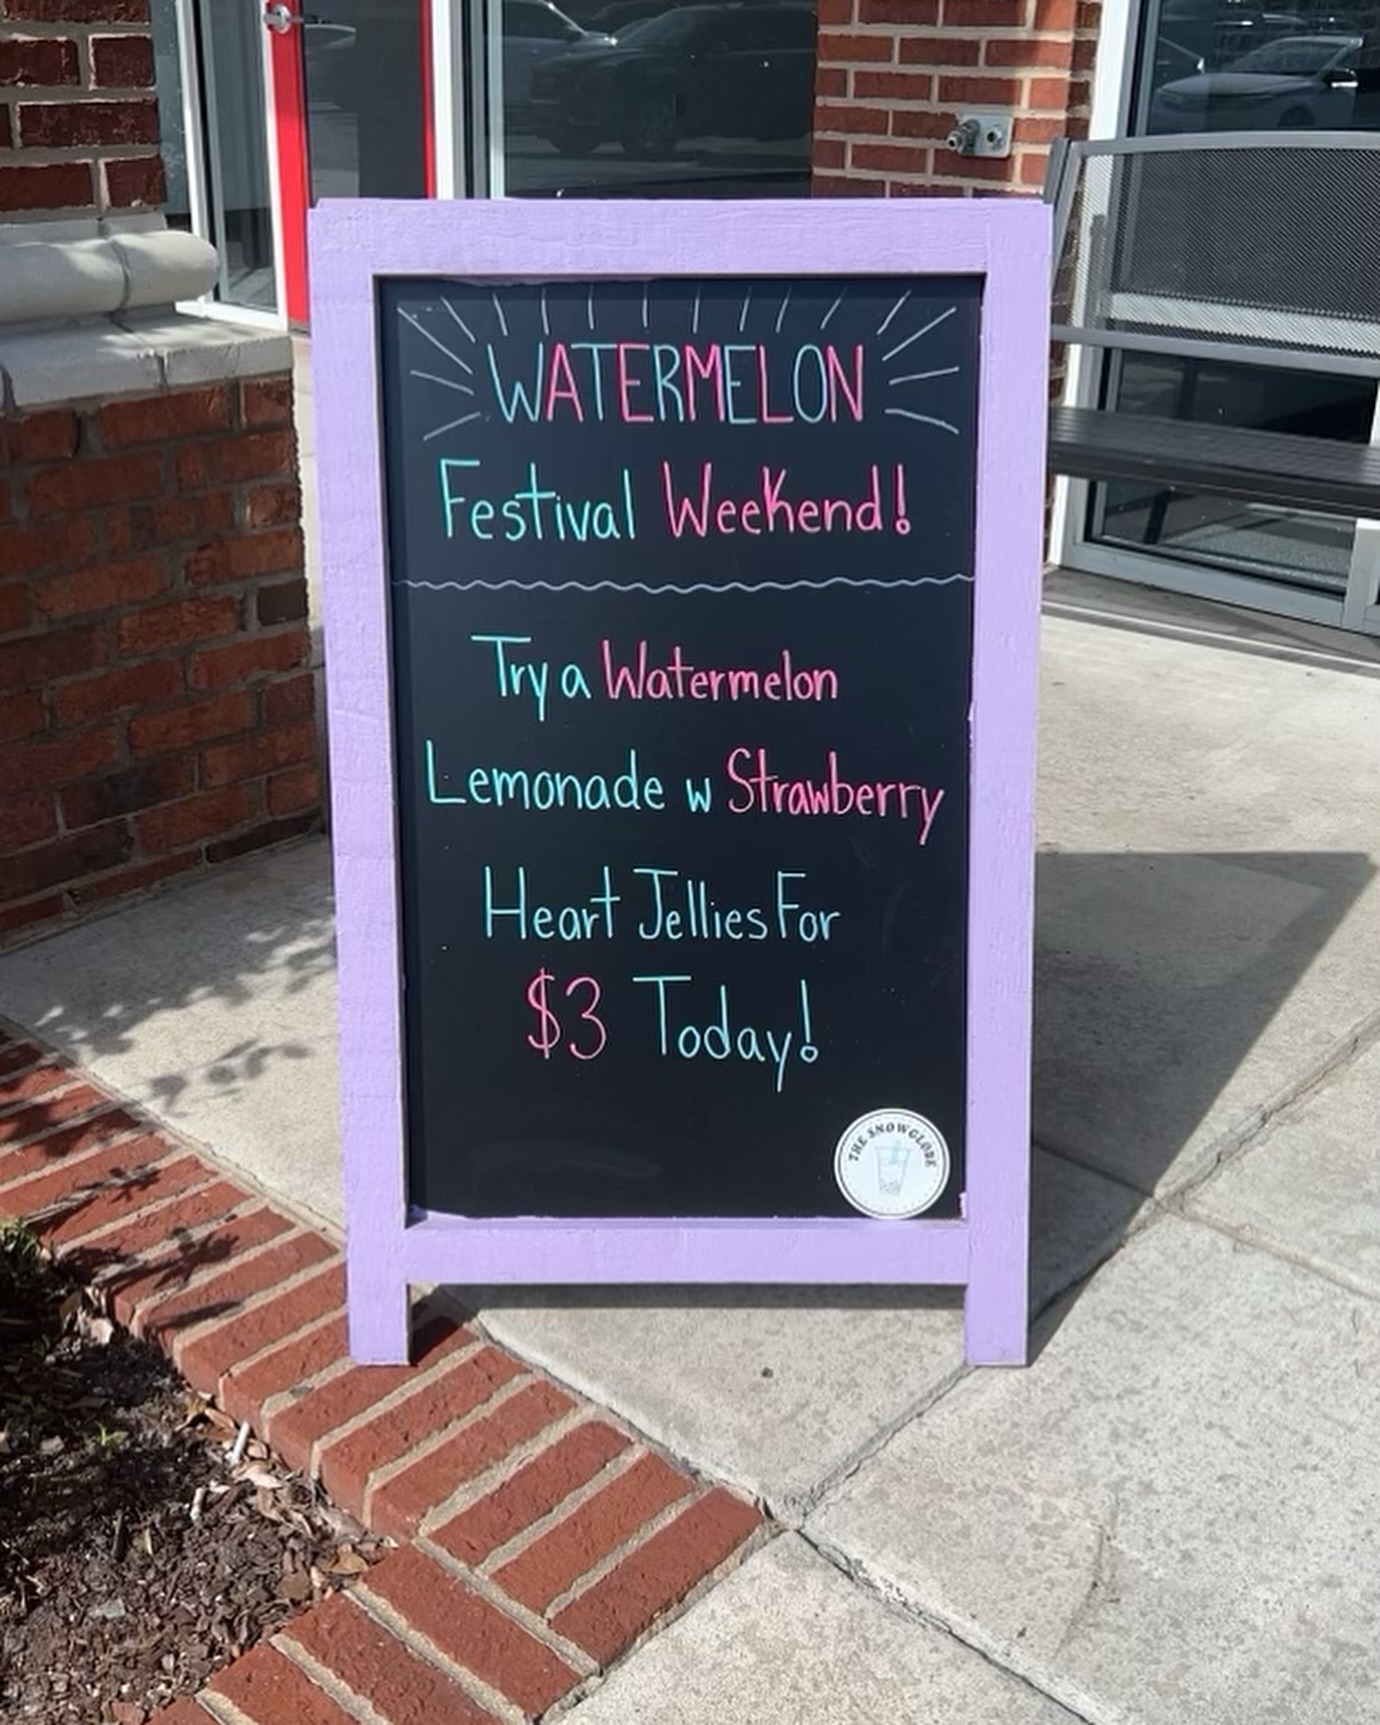 WATERMELON
Festival Weekend!
Try a Watermelon
Lemonade w Strawberry
Heart Jellies For
$3 Today!
THE SNOWGLOBE